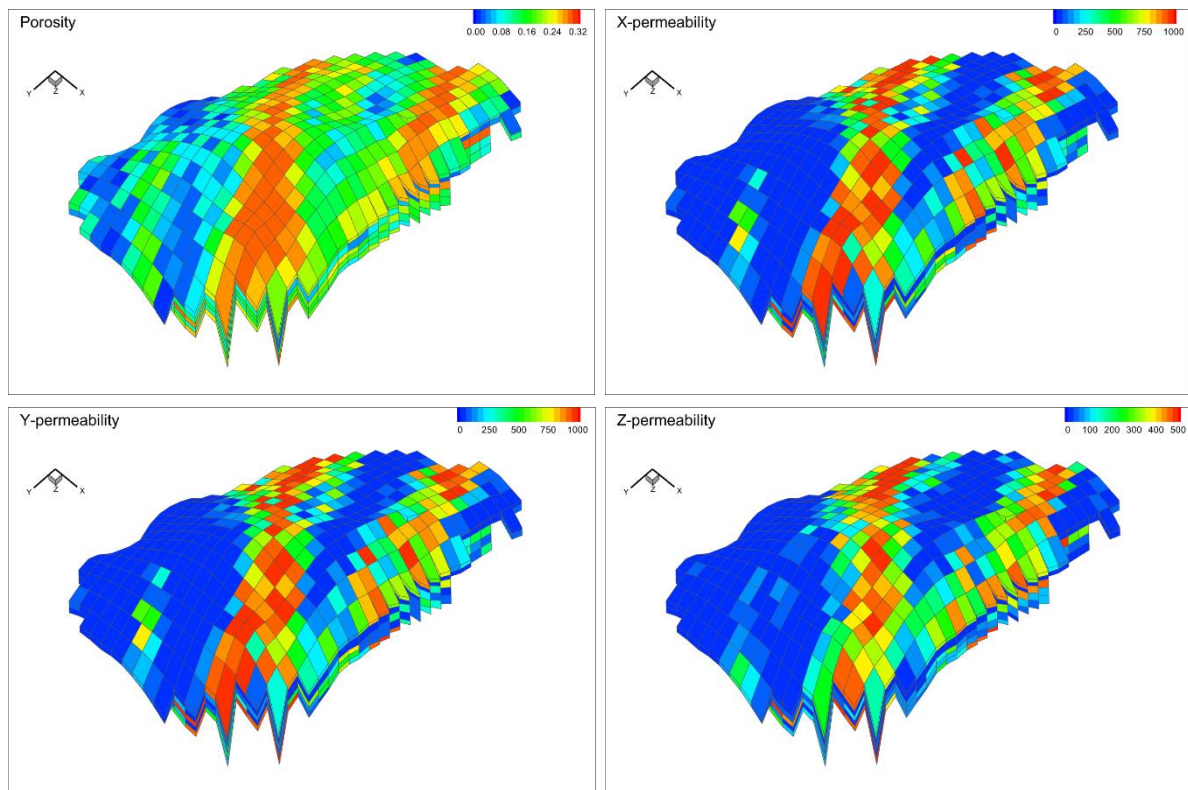 Porosity
0.00 0.08 0.16 0.24 0.32
Y Z X
X-permeability
0 250 500 750 1000
Y Z X
Y-permeability
0 250 500 750 1000
Y Z X
Z-permeability
0 100 200 300 400 500
Y Z X